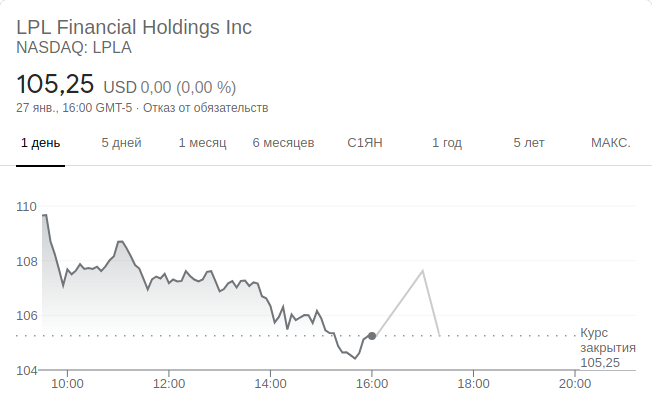 LPL Financial Holdings Inc
NASDAQ: LPLA
105,25 USD 0,00 (0,00 %)
27 янв., 16:00 GMT-5 · Отказ от обязательств
1 день 5 дней 1 месяц 6 месяцев С1ЯН 1 год 5 лет МАКС.
110
108
106
104
Курс
закрытия
105,25
10:00 12:00 14:00 16:00 18:00 20:00